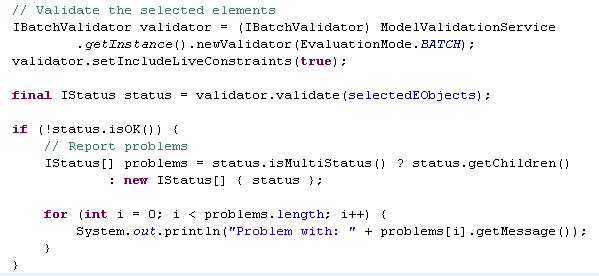 // Validate the selected elements
IBatchValidator validator = (IBatchValidator) ModelValidationService
        .getInstance().newValidator(EvaluationMode.BATCH);
validator.setIncludeLiveConstraints(true);

final IStatus status = validator.validate(selectedEObjects);

if (!status.isOK()) {
    // Report problems
    IStatus[] problems = status.isMultiStatus() ? status.getChildren()
            : new IStatus[] { status };

    for (int i = 0; i < problems.length; i++) {
        System.out.println("Problem with: " + problems[i].getMessage());
    }
}